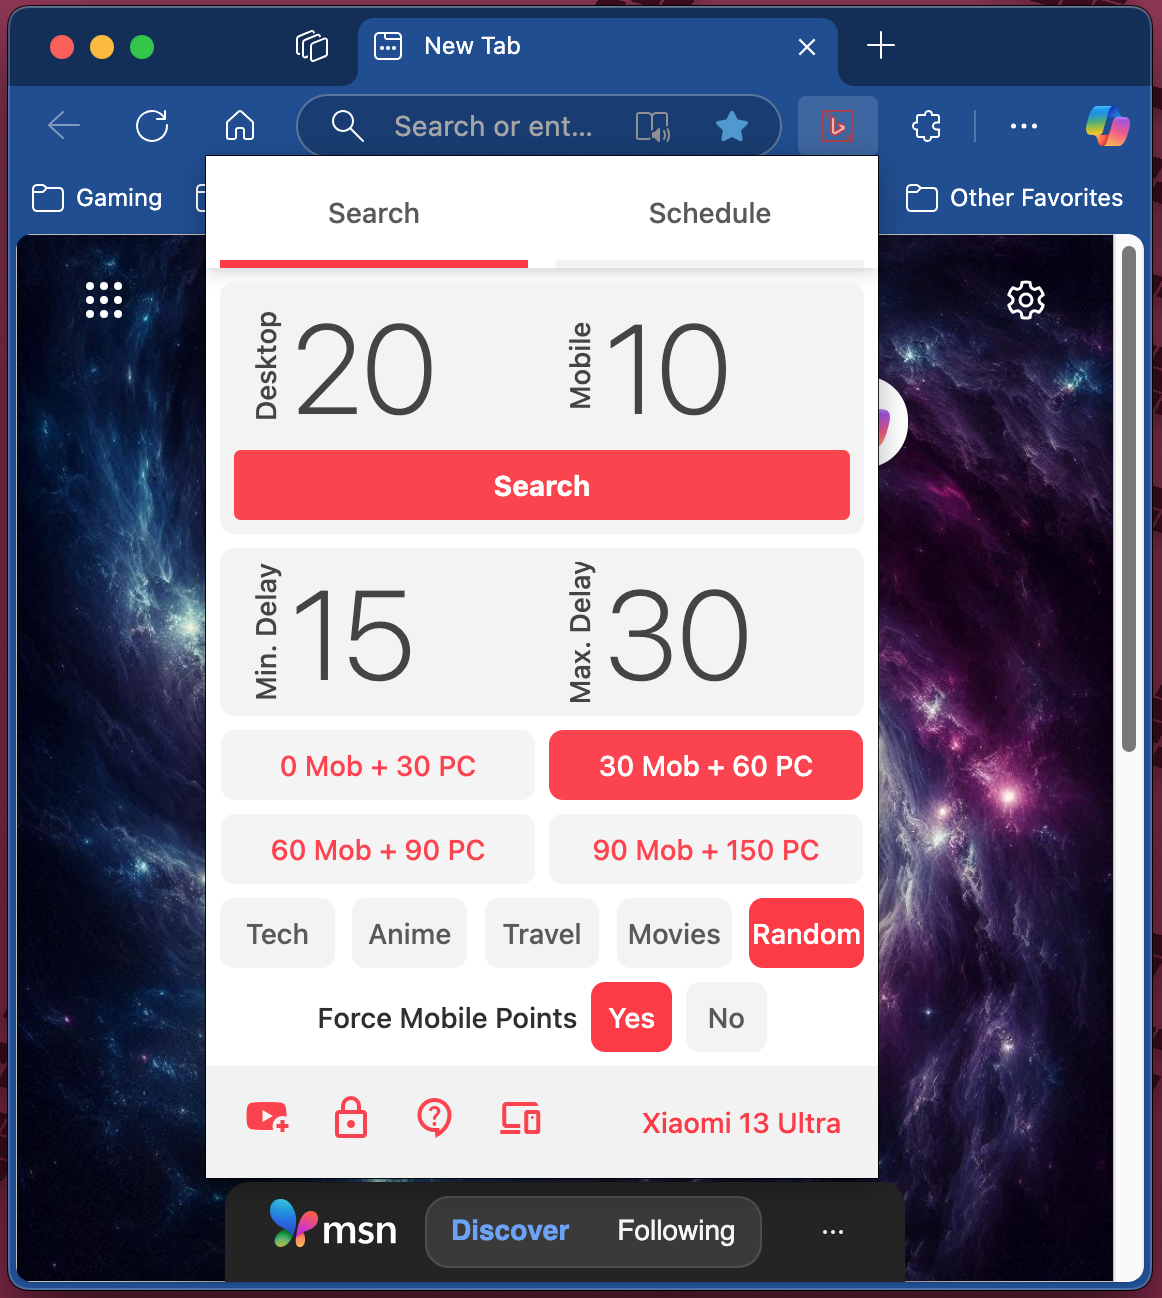 New Tab
Search or ent...
Gaming
Other Favorites
Search
Schedule
Desktop
20
Mobile
10
Search
Min. Delay
15
Max. Delay
30
0 Mob + 30 PC
30 Mob + 60 PC
60 Mob + 90 PC
90 Mob + 150 PC
Tech
Anime
Travel
Movies
Random
Force Mobile Points
Yes
No
Xiaomi 13 Ultra
msn
Discover
Following